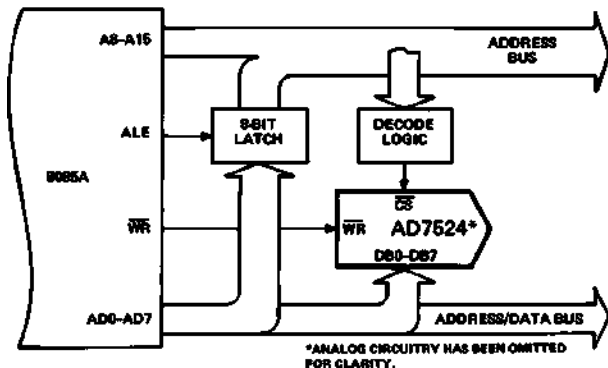 A8–A15
ADDRESS
BUS
ALE
8-BIT
LATCH
DECODE
LOGIC
8085A
CS
WR
WR
AD7524*
DB0–DB7
AD0–AD7
ADDRESS/DATA BUS
*ANALOG CIRCUITRY HAS BEEN OMITTED
FOR CLARITY.